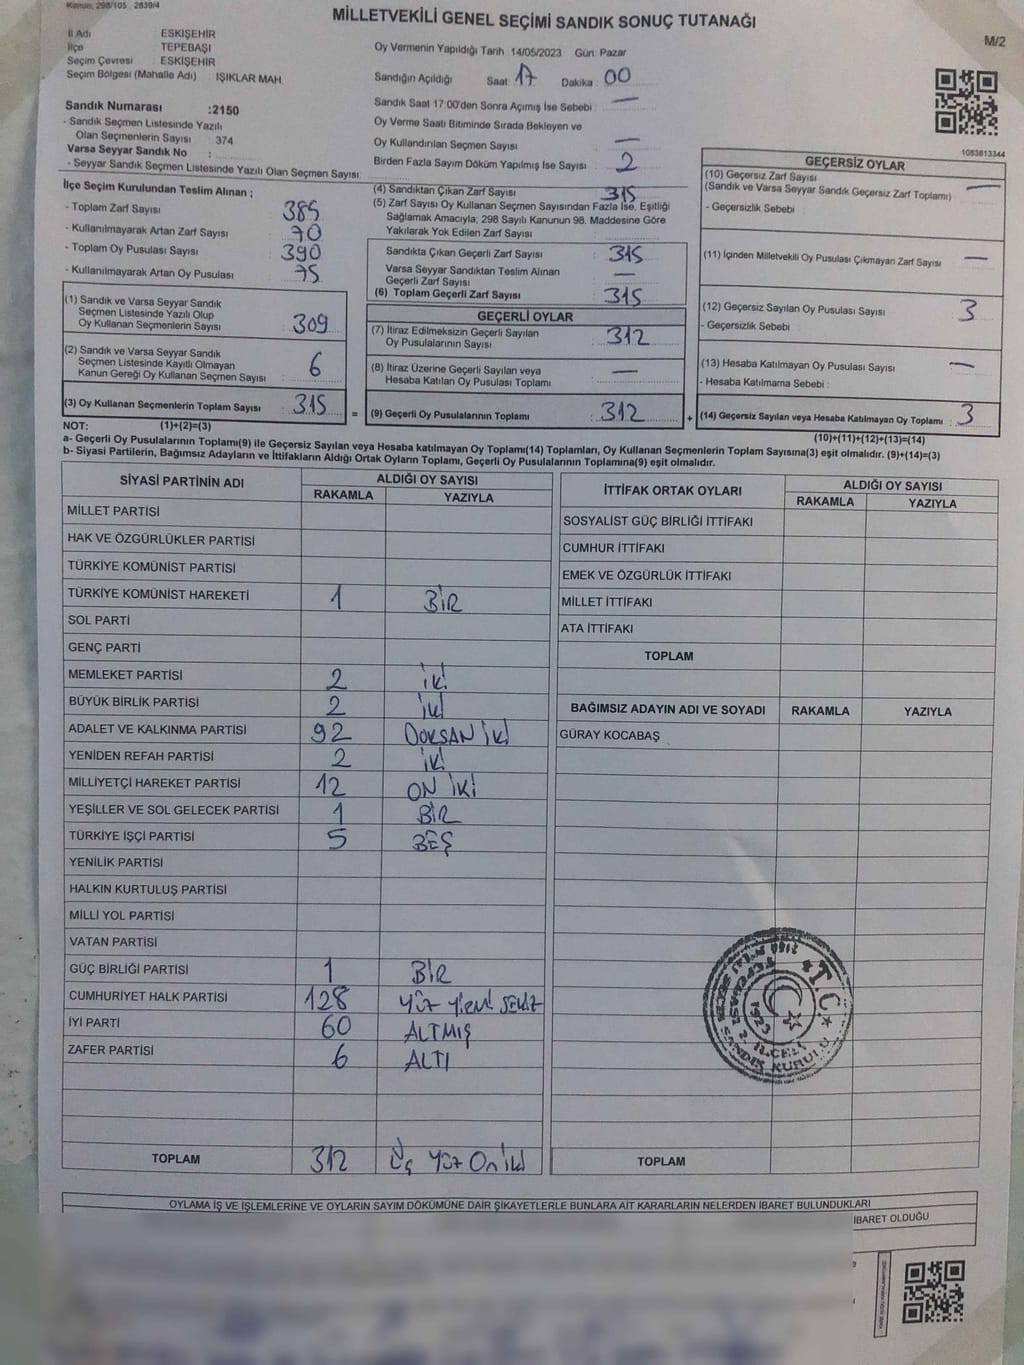 Kanun, 298/105 , 2839/4
MİLLETVEKİLİ GENEL SEÇİMİ SANDIK SONUÇ TUTANAĞI
M/2
İl Adı : ESKİŞEHİR
İlçe : TEPEBAŞI
Seçim Çevresi : ESKİŞEHİR
Seçim Bölgesi (Mahalle Adı) IŞIKLAR MAH.
Oy Vermenin Yapıldığı Tarih :14/05/2023 Gün: Pazar
Sandığın Açıldığı Saat: 17 Dakika : 00
Sandık Saat 17:00'den Sonra Açımış İse Sebebi : —
Oy Verme Saati Bitiminde Sırada Bekleyen ve
Oy Kullandırılan Seçmen Sayısı : —
Birden Fazla Sayım Döküm Yapılmış İse Sayısı : 2
Sandık Numarası :2150
- Sandık Seçmen Listesinde Yazılı
Olan Seçmenlerin Sayısı : 374
Varsa Seyyar Sandık No :
- Seyyar Sandık Seçmen Listesinde Yazılı Olan Seçmen Sayısı:
İlçe Seçim Kurulundan Teslim Alınan ;
- Toplam Zarf Sayısı : 385
- Kullanılmayarak Artan Zarf Sayısı : 70
- Toplam Oy Pusulası Sayısı : 390
- Kullanılmayarak Artan Oy Pusulası : 75
(1) Sandık ve Varsa Seyyar Sandık
Seçmen Listesinde Yazılı Olup
Oy Kullanan Seçmenlerin Sayısı : 309
(2) Sandık ve Varsa Seyyar Sandık
Seçmen Listesinde Kayıtlı Olmayan
Kanun Gereği Oy Kullanan Seçmen Sayısı : 6
(3) Oy Kullanan Seçmenlerin Toplam Sayısı : 315
(4) Sandıktan Çıkan Zarf Sayısı : 315
(5) Zarf Sayısı Oy Kullanan Seçmen Sayısından Fazla İse, Eşitliği
Sağlamak Amacıyla; 298 Sayılı Kanunun 98. Maddesine Göre
Yakılarak Yok Edilen Zarf Sayısı :
Sandıkta Çıkan Geçerli Zarf Sayısı : 315
Varsa Seyyar Sandıktan Teslim Alınan
Geçerli Zarf Sayısı : —
(6) Toplam Geçerli Zarf Sayısı : 315
GEÇERLİ OYLAR
(7) İtiraz Edilmeksizin Geçerli Sayılan
Oy Pusulalarının Sayısı : 312
(8) İtiraz Üzerine Geçerli Sayılan veya
Hesaba Katılan Oy Pusulası Toplamı : —
= (9) Geçerli Oy Pusulalarının Toplamı : 312 +
1053813344
GEÇERSİZ OYLAR
(10) Geçersiz Zarf Sayısı : —
(Sandık ve Varsa Seyyar Sandık Geçersiz Zarf Toplamı)
- Geçersizlik Sebebi :
(11) İçinden Milletvekili Oy Pusulası Çıkmayan Zarf Sayısı : —
(12) Geçersiz Sayılan Oy Pusulası Sayısı : 3
- Geçersizlik Sebebi :
(13) Hesaba Katılmayan Oy Pusulası Sayısı : —
- Hesaba Katılmama Sebebi :
(14) Geçersiz Sayılan veya Hesaba Katılmayan Oy Toplamı : 3
NOT: (1)+(2)=(3)
(10)+(11)+(12)+(13)=(14)
a- Geçerli Oy Pusulalarının Toplamı(9) ile Geçersiz Sayılan veya Hesaba katılmayan Oy Toplamı(14) Toplamları, Oy Kullanan Seçmenlerin Toplam Sayısına(3) eşit olmalıdır. (9)+(14)=(3)
b- Siyasi Partilerin, Bağımsız Adayların ve İttifakların Aldığı Ortak Oyların Toplamı, Geçerli Oy Pusulalarının Toplamına(9) eşit olmalıdır.
SİYASİ PARTİNİN ADI ALDIĞI OY SAYISI
RAKAMLA YAZIYLA
MİLLET PARTİSİ
HAK VE ÖZGÜRLÜKLER PARTİSİ
TÜRKİYE KOMÜNİST PARTİSİ
TÜRKİYE KOMÜNİST HAREKETİ 1 BİR
SOL PARTİ
GENÇ PARTİ
MEMLEKET PARTİSİ 2 İKİ
BÜYÜK BİRLİK PARTİSİ 2 İKİ
ADALET VE KALKINMA PARTİSİ 92 DOKSAN İKİ
YENİDEN REFAH PARTİSİ 2 İKİ
MİLLİYETÇİ HAREKET PARTİSİ 12 ON İKİ
YEŞİLLER VE SOL GELECEK PARTİSİ 1 BİR
TÜRKİYE İŞÇİ PARTİSİ 5 BEŞ
YENİLİK PARTİSİ
HALKIN KURTULUŞ PARTİSİ
MİLLİ YOL PARTİSİ
VATAN PARTİSİ
GÜÇ BİRLİĞİ PARTİSİ 1 BİR
CUMHURİYET HALK PARTİSİ 128 YÜZ YİRMİ SEKİZ
İYİ PARTİ 60 ALTMIŞ
ZAFER PARTİSİ 6 ALTI
TOPLAM 312 Üç Yüz On iki
İTTİFAK ORTAK OYLARI ALDIĞI OY SAYISI
RAKAMLA YAZIYLA
SOSYALİST GÜÇ BİRLİĞİ İTTİFAKI
CUMHUR İTTİFAKI
EMEK VE ÖZGÜRLÜK İTTİFAKI
MİLLET İTTİFAKI
ATA İTTİFAKI
TOPLAM
BAĞIMSIZ ADAYIN ADI VE SOYADI RAKAMLA YAZIYLA
GÜRAY KOCABAŞ
T.C.
TEPEBAŞI 2. İLÇE
SANDIK KURULU
1923
TOPLAM
OYLAMA İŞ VE İŞLEMLERİNE VE OYLARIN SAYIM DÖKÜMÜNE DAİR ŞİKAYETLERLE BUNLARA AİT KARARLARIN NELERDEN İBARET BULUNDUKLARI
İBARET OLDUĞU